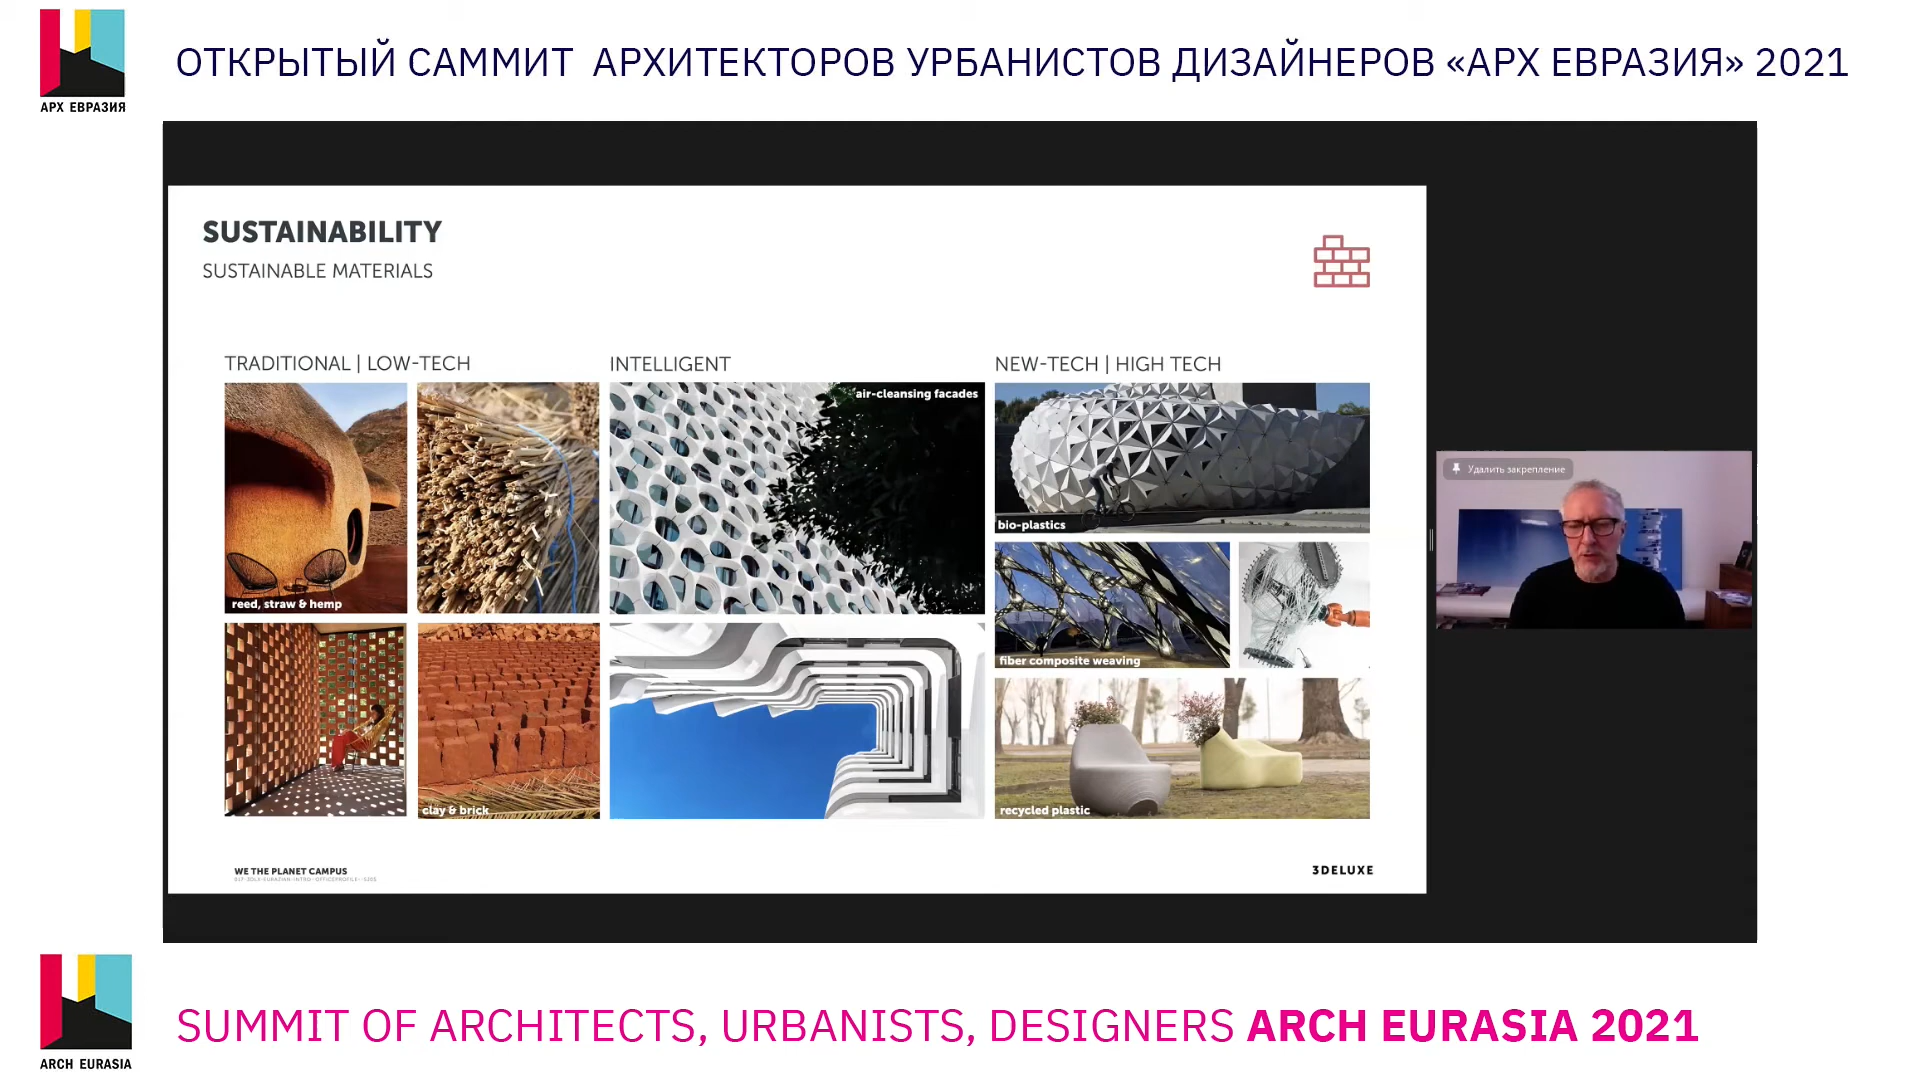 ОТКРЫТЫЙ САММИТ АРХИТЕКТОРОВ УРБАНИСТОВ ДИЗАЙНЕРОВ «АРХ ЕВРАЗИЯ» 2021
АРХ ЕВРАЗИЯ
SUSTAINABILITY
SUSTAINABLE MATERIALS
TRADITIONAL | LOW-TECH
INTELLIGENT
NEW-TECH | HIGH TECH
air-cleansing facades
Удалить закрепление
bio-plastics
reed, straw & hemp
fiber composite weaving
clay & brick
recycled plastic
WE THE PLANET CAMPUS
3DELUXE
SUMMIT OF ARCHITECTS, URBANISTS, DESIGNERS ARCH EURASIA 2021
ARCH EURASIA